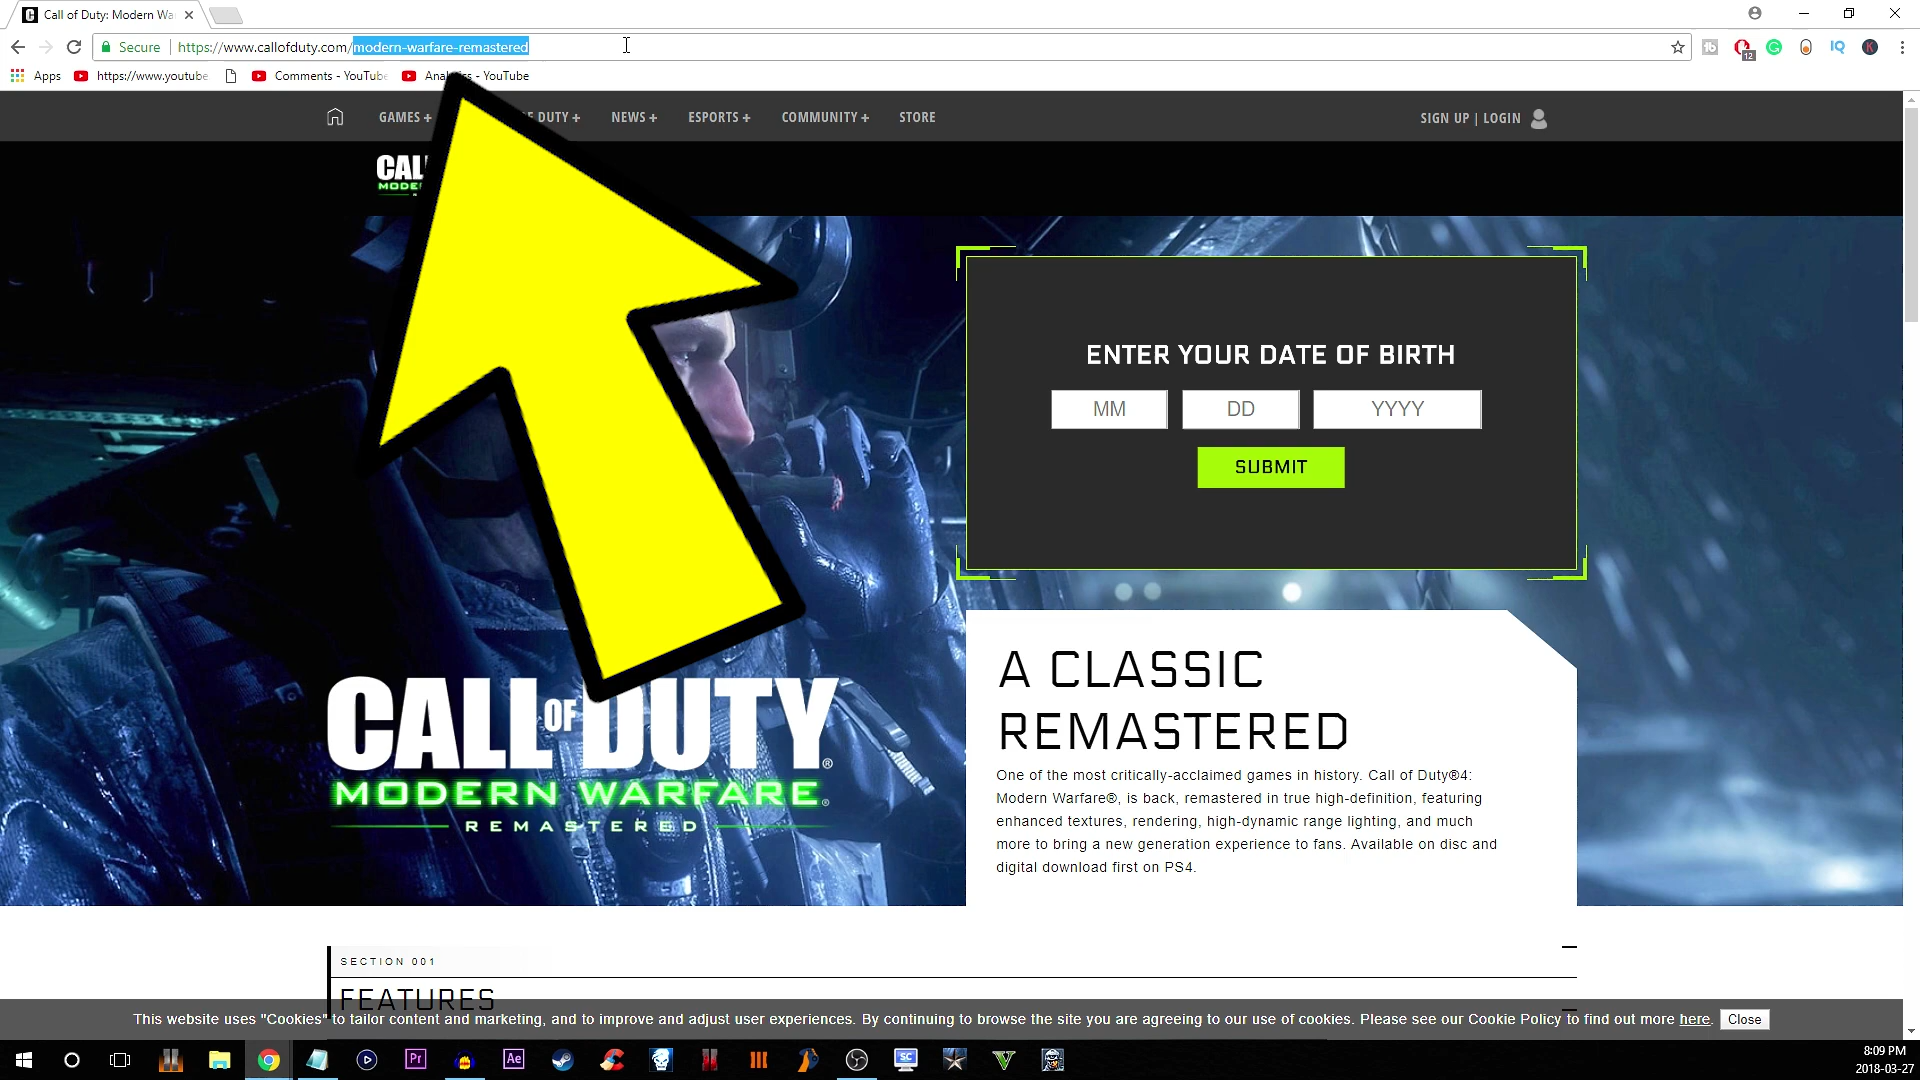 Call of Duty: Modern Wa
Secure
https://www.callofduty.com/modern-warfare-remastered
12
Apps
https://www.youtube
Comments - YouTube
YouTube
GAMES +
DUTY +
NEWS +
ESPORTS +
COMMUNITY +
STORE
SIGN UP | LOGIN
CAL
MODE
ENTER YOUR DATE OF BIRTH
MM
DD
YYYY
SUBMIT
CALL OF DUTY®
MODERN WARFARE®
REMASTERED
A CLASSIC
REMASTERED
One of the most critically-acclaimed games in history. Call of Duty®4:
Modern Warfare®, is back, remastered in true high-definition, featuring
enhanced textures, rendering, high-dynamic range lighting, and much
more to bring a new generation experience to fans. Available on disc and
digital download first on PS4.
SECTION 001
FEATURES
This website uses "Cookies" to tailor content and marketing, and to improve and adjust user experiences. By continuing to browse the site you are agreeing to our use of cookies. Please see our Cookie Policy to find out more here.
Close
Pr
Ae
SC
8:09 PM
2018-03-27